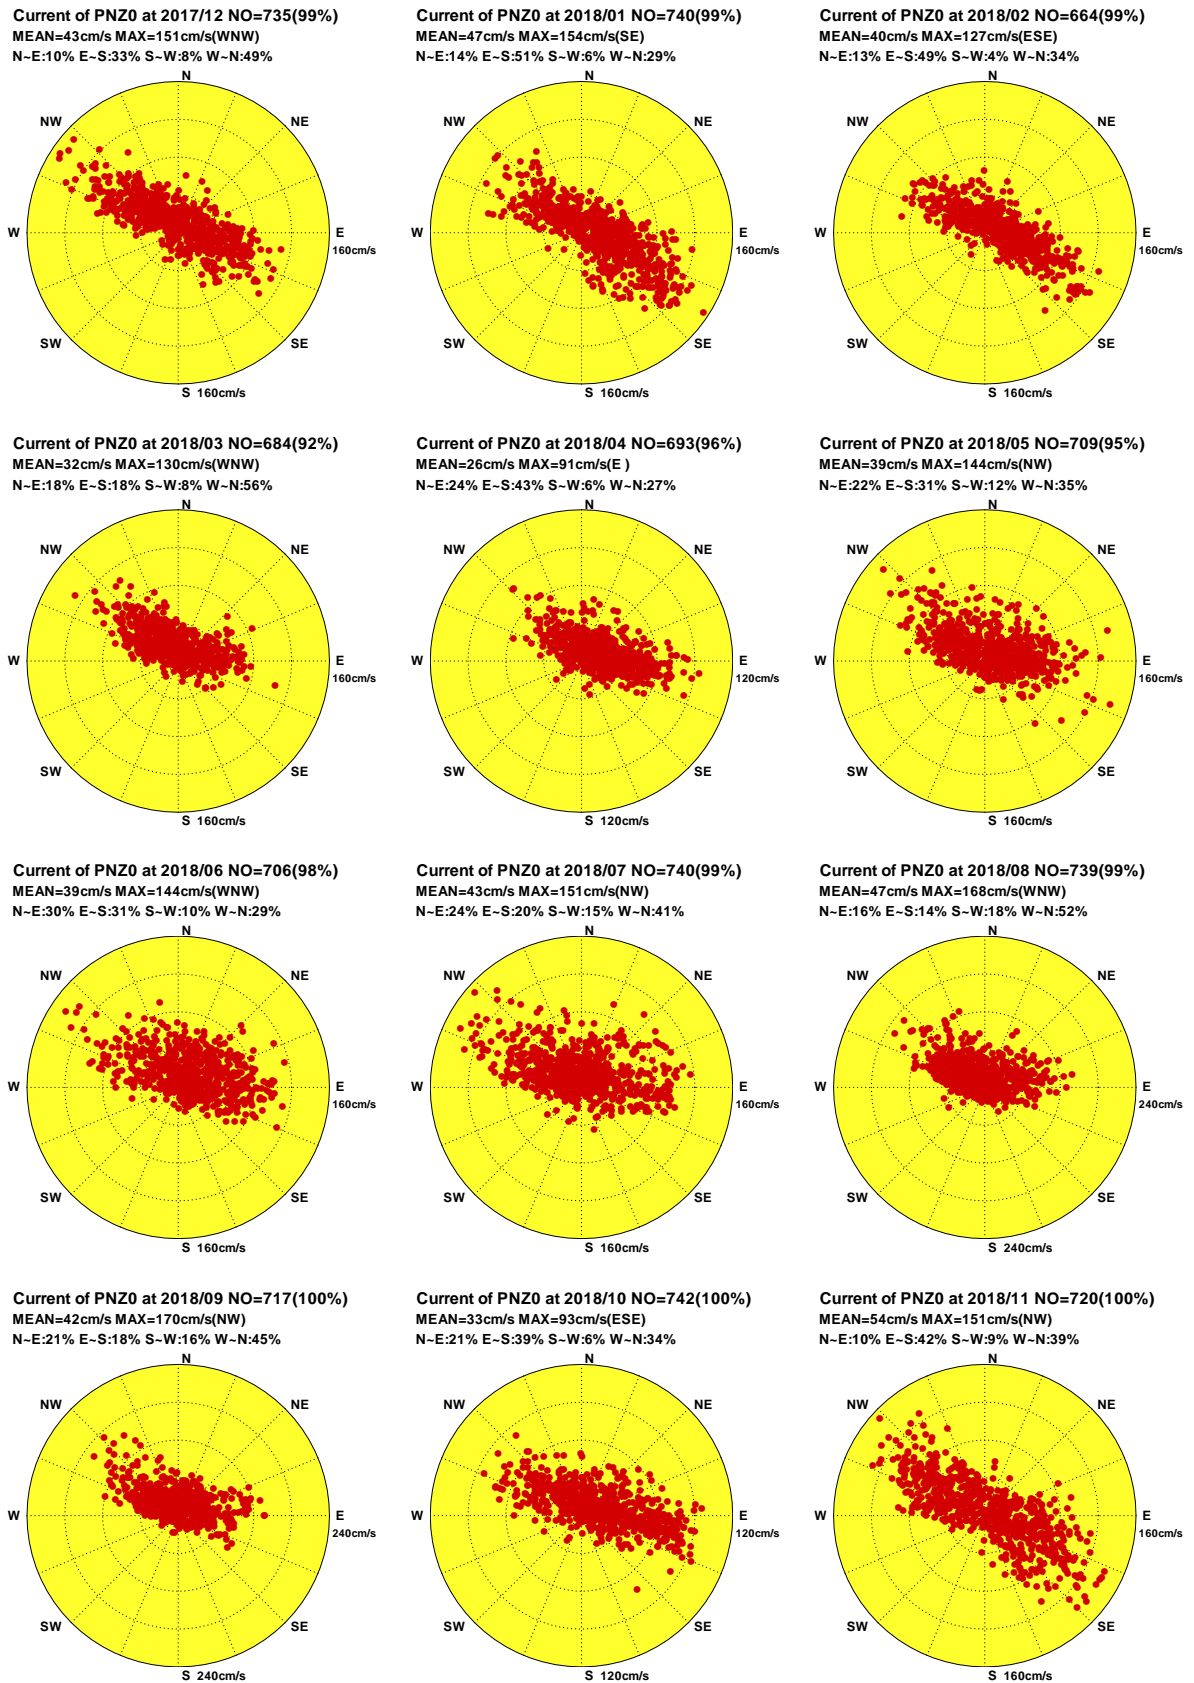 Current of PNZ0 at 2017/12 NO=735(99%)
MEAN=43cm/s MAX=151cm/s(WNW)
N~E:10% E~S:33% S~W:8% W~N:49%
N
NW
NE
W
E
160cm/s
SW
SE
S 160cm/s
Current of PNZ0 at 2018/01 NO=740(99%)
MEAN=47cm/s MAX=154cm/s(SE)
N~E:14% E~S:51% S~W:6% W~N:29%
N
NW
NE
W
E
160cm/s
SW
SE
S 160cm/s
Current of PNZ0 at 2018/02 NO=664(99%)
MEAN=40cm/s MAX=127cm/s(ESE)
N~E:13% E~S:49% S~W:4% W~N:34%
N
NW
NE
W
E
160cm/s
SW
SE
S 160cm/s
Current of PNZ0 at 2018/03 NO=684(92%)
MEAN=32cm/s MAX=130cm/s(WNW)
N~E:18% E~S:18% S~W:8% W~N:56%
N
NW
NE
W
E
160cm/s
SW
SE
S 160cm/s
Current of PNZ0 at 2018/04 NO=693(96%)
MEAN=26cm/s MAX=91cm/s(E )
N~E:24% E~S:43% S~W:6% W~N:27%
N
NW
NE
W
E
120cm/s
SW
SE
S 120cm/s
Current of PNZ0 at 2018/05 NO=709(95%)
MEAN=39cm/s MAX=144cm/s(NW)
N~E:22% E~S:31% S~W:12% W~N:35%
N
NW
NE
W
E
160cm/s
SW
SE
S 160cm/s
Current of PNZ0 at 2018/06 NO=706(98%)
MEAN=39cm/s MAX=144cm/s(WNW)
N~E:30% E~S:31% S~W:10% W~N:29%
N
NW
NE
W
E
160cm/s
SW
SE
S 160cm/s
Current of PNZ0 at 2018/07 NO=740(99%)
MEAN=43cm/s MAX=151cm/s(NW)
N~E:24% E~S:20% S~W:15% W~N:41%
N
NW
NE
W
E
160cm/s
SW
SE
S 160cm/s
Current of PNZ0 at 2018/08 NO=739(99%)
MEAN=47cm/s MAX=168cm/s(WNW)
N~E:16% E~S:14% S~W:18% W~N:52%
N
NW
NE
W
E
240cm/s
SW
SE
S 240cm/s
Current of PNZ0 at 2018/09 NO=717(100%)
MEAN=42cm/s MAX=170cm/s(NW)
N~E:21% E~S:18% S~W:16% W~N:45%
N
NW
NE
W
E
240cm/s
SW
SE
S 240cm/s
Current of PNZ0 at 2018/10 NO=742(100%)
MEAN=33cm/s MAX=93cm/s(ESE)
N~E:21% E~S:39% S~W:6% W~N:34%
N
NW
NE
W
E
120cm/s
SW
SE
S 120cm/s
Current of PNZ0 at 2018/11 NO=720(100%)
MEAN=54cm/s MAX=151cm/s(NW)
N~E:10% E~S:42% S~W:9% W~N:39%
N
NW
NE
W
E
160cm/s
SW
SE
S 160cm/s